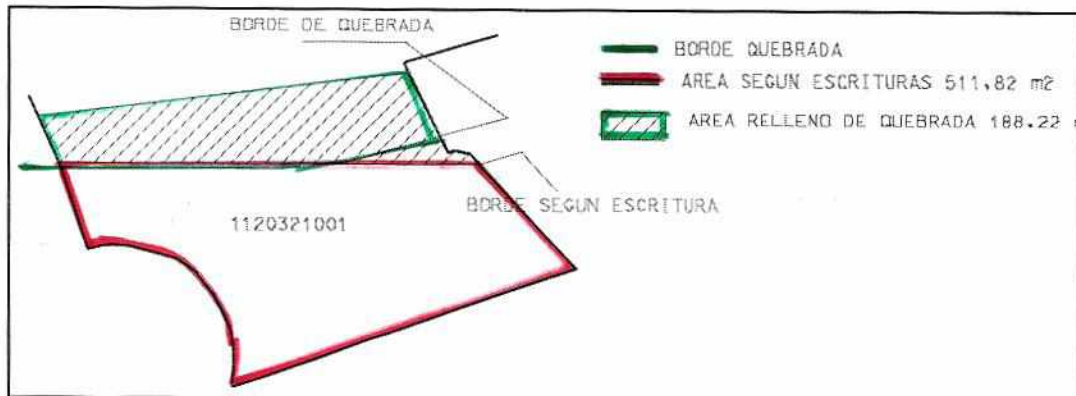 BORDE DE QUEBRADA
BORDE QUEBRADA
AREA SEGUN ESCRITURAS 511,82 m2
AREA RELLENO DE QUEBRADA 188.22
BORDE SEGUN ESCRITURA
1120321001